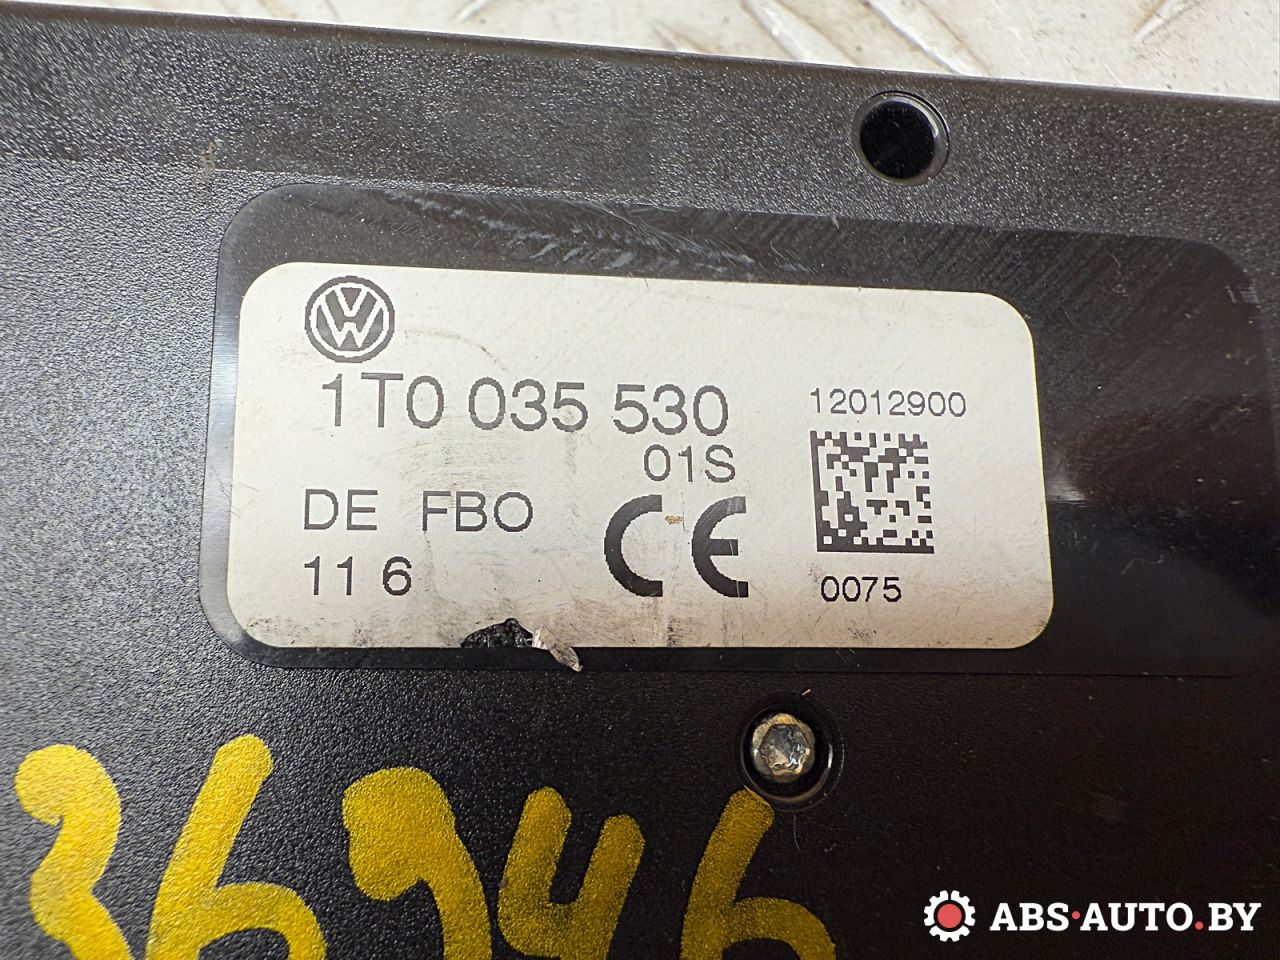 1T0 035 530
12012900
01S
DE FBO
CE
11 6
0075
36946
ABS-AUTO.BY